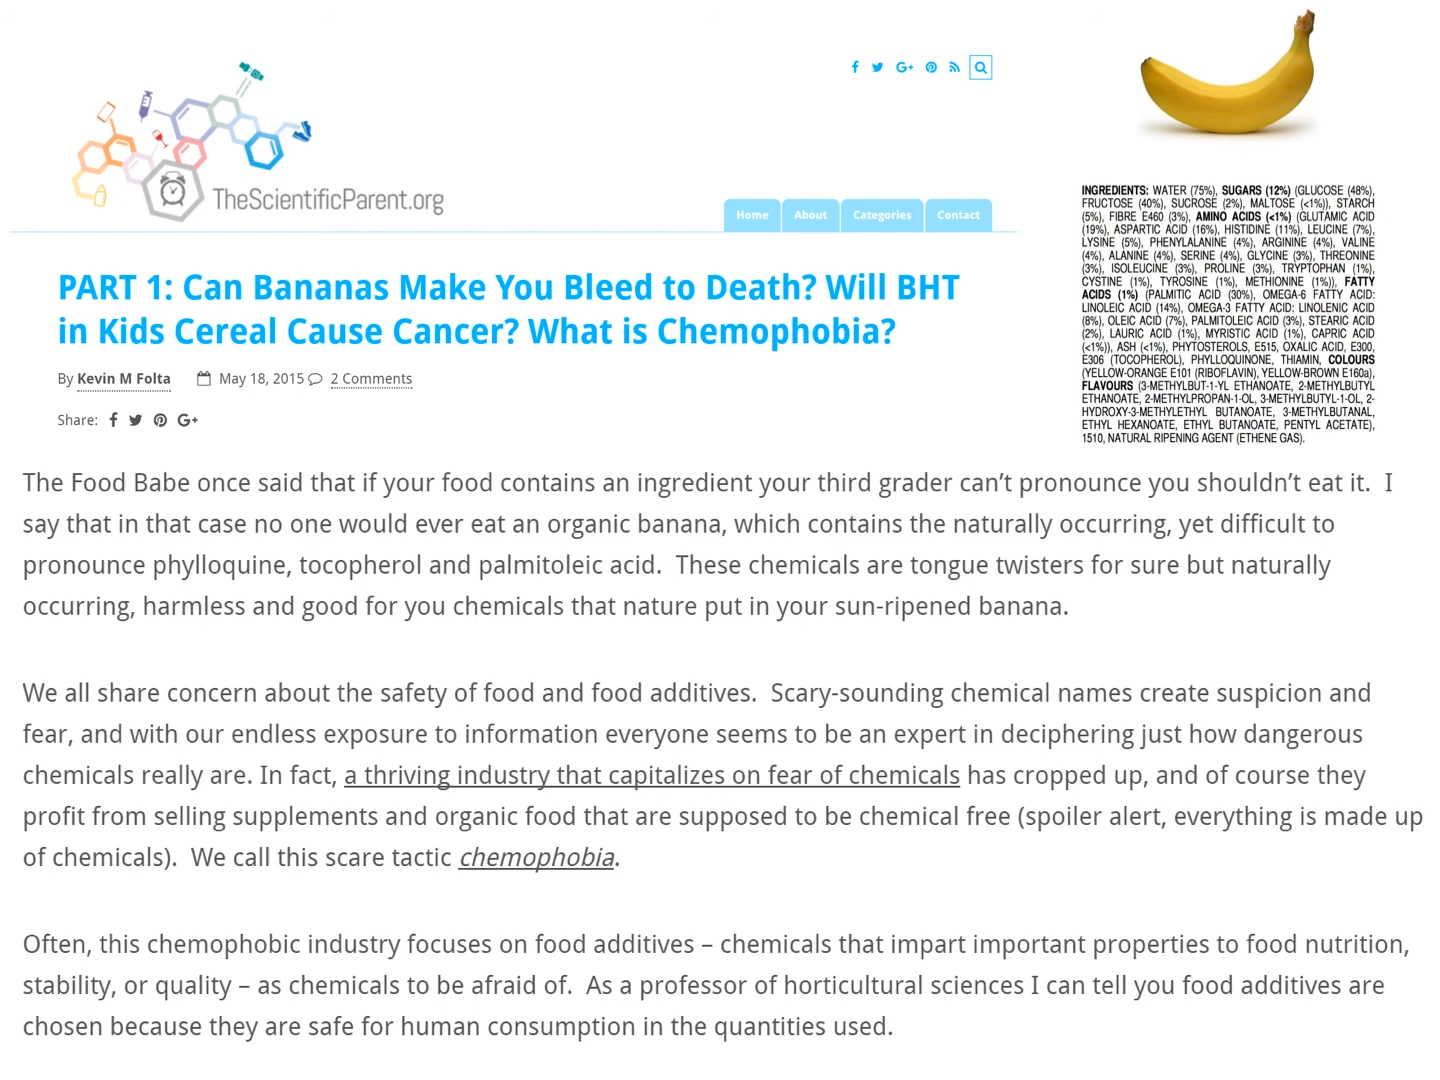 TheScientificParent.org
Home About Categories Contact
PART 1: Can Bananas Make You Bleed to Death? Will BHT
in Kids Cereal Cause Cancer? What is Chemophobia?
By Kevin M Folta May 18, 2015 2 Comments
Share:
INGREDIENTS: WATER (75%), SUGARS (12%) (GLUCOSE (48%),
FRUCTOSE (40%), SUCROSE (2%), MALTOSE (<1%)), STARCH
(5%), FIBRE E460 (3%), AMINO ACIDS (<1%) (GLUTAMIC ACID
(19%), ASPARTIC ACID (16%), HISTIDINE (11%), LEUCINE (7%),
LYSINE (5%), PHENYLALANINE (4%), ARGININE (4%), VALINE
(4%), ALANINE (4%), SERINE (4%), GLYCINE (3%), THREONINE
(3%), ISOLEUCINE (3%), PROLINE (3%), TRYPTOPHAN (1%),
CYSTINE (1%), TYROSINE (1%), METHIONINE (1%)), FATTY
ACIDS (1%) (PALMITIC ACID (30%), OMEGA-6 FATTY ACID:
LINOLEIC ACID (14%), OMEGA-3 FATTY ACID: LINOLENIC ACID
(8%), OLEIC ACID (7%), PALMITOLEIC ACID (3%), STEARIC ACID
(2%), LAURIC ACID (1%), MYRISTIC ACID (1%), CAPRIC ACID
(<1%)), ASH (<1%), PHYTOSTEROLS, E515, OXALIC ACID, E300,
E306 (TOCOPHEROL), PHYLLOQUINONE, THIAMIN, COLOURS
(YELLOW-ORANGE E101 (RIBOFLAVIN), YELLOW-BROWN E160a),
FLAVOURS (3-METHYLBUT-1-YL ETHANOATE, 2-METHYLBUTYL
ETHANOATE, 2-METHYLPROPAN-1-OL, 3-METHYLBUTYL-1-OL, 2-
HYDROXY-3-METHYLETHYL BUTANOATE, 3-METHYLBUTANAL,
ETHYL HEXANOATE, ETHYL BUTANOATE, PENTYL ACETATE),
1510, NATURAL RIPENING AGENT (ETHENE GAS).
The Food Babe once said that if your food contains an ingredient your third grader can’t pronounce you shouldn’t eat it. I
say that in that case no one would ever eat an organic banana, which contains the naturally occurring, yet difficult to
pronounce phylloquine, tocopherol and palmitoleic acid. These chemicals are tongue twisters for sure but naturally
occurring, harmless and good for you chemicals that nature put in your sun-ripened banana.
We all share concern about the safety of food and food additives. Scary-sounding chemical names create suspicion and
fear, and with our endless exposure to information everyone seems to be an expert in deciphering just how dangerous
chemicals really are. In fact, a thriving industry that capitalizes on fear of chemicals has cropped up, and of course they
profit from selling supplements and organic food that are supposed to be chemical free (spoiler alert, everything is made up
of chemicals). We call this scare tactic chemophobia.
Often, this chemophobic industry focuses on food additives – chemicals that impart important properties to food nutrition,
stability, or quality – as chemicals to be afraid of. As a professor of horticultural sciences I can tell you food additives are
chosen because they are safe for human consumption in the quantities used.